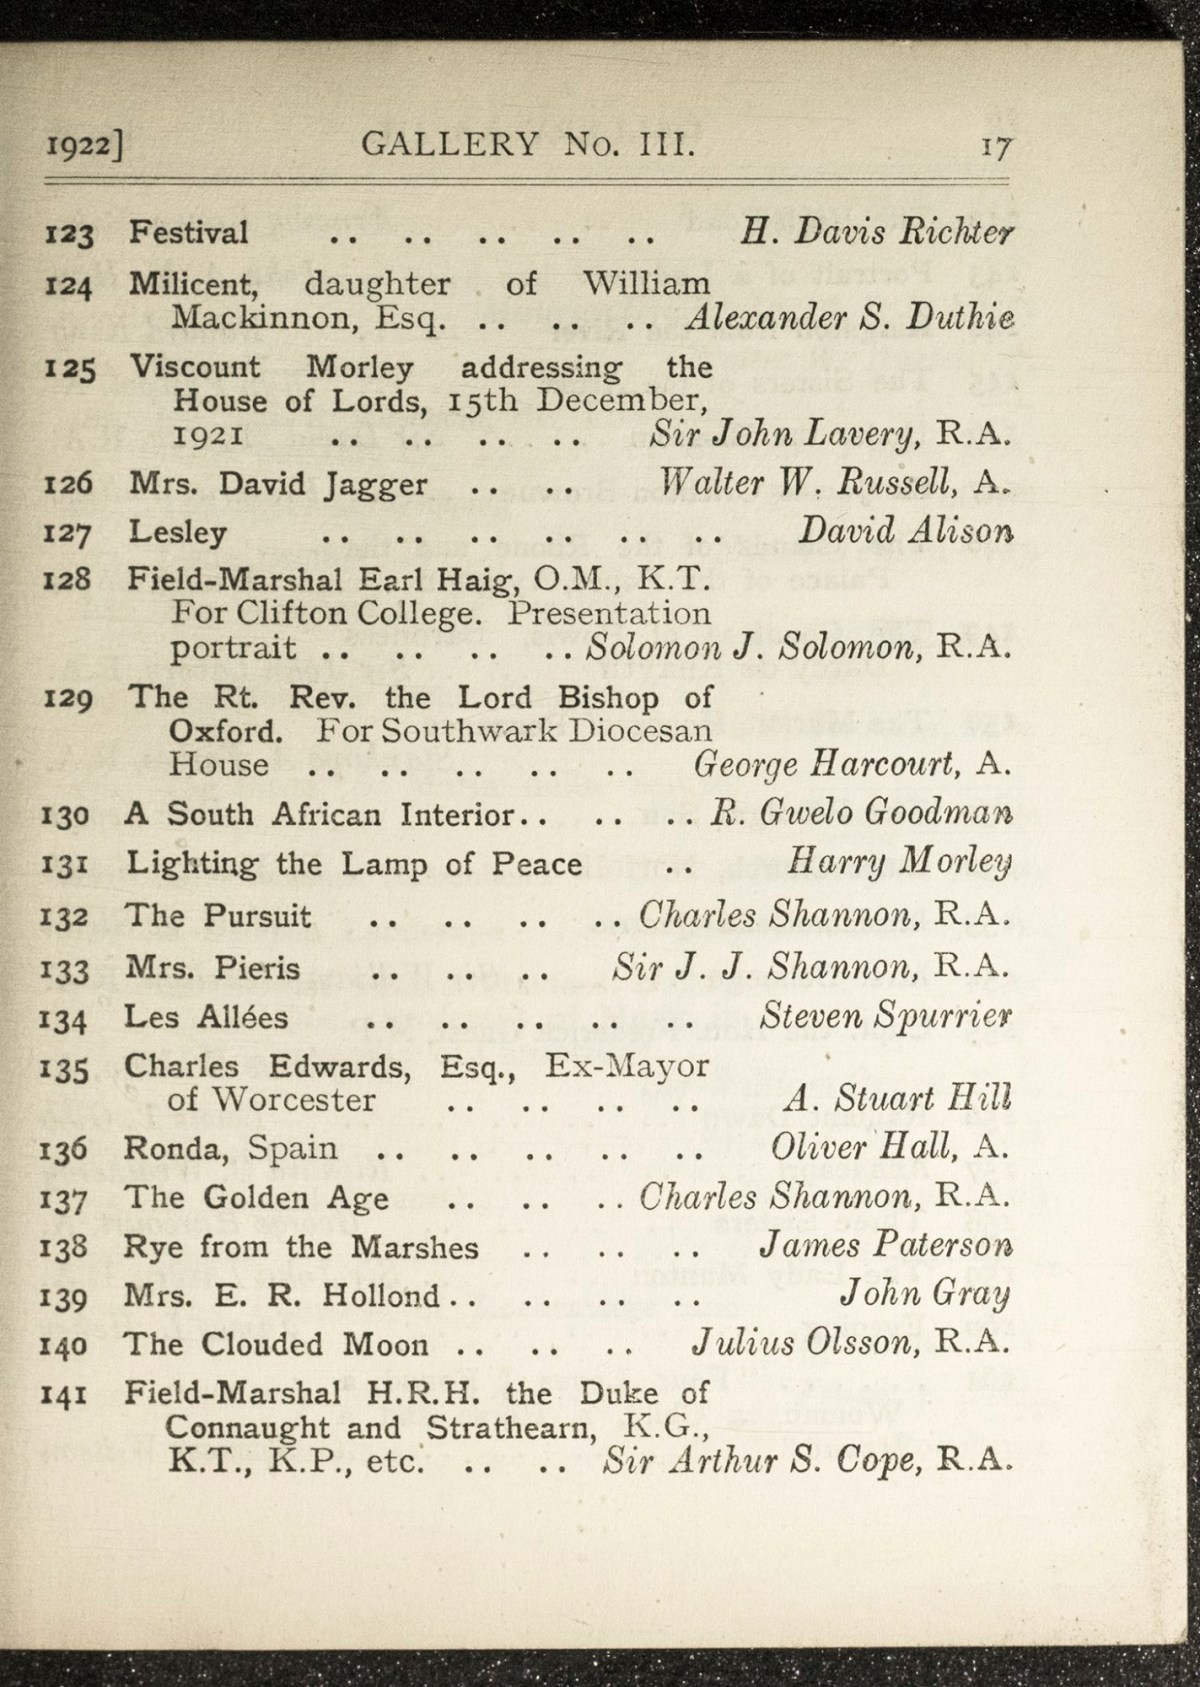 1922] GALLERY No. III. 17
123 Festival .. .. .. .. .. H. Davis Richter
124 Milicent, daughter of William
Mackinnon, Esq. .. .. .. Alexander S. Duthie
125 Viscount Morley addressing the
House of Lords, 15th December,
1921 .. .. .. .. Sir John Lavery, R.A.
126 Mrs. David Jagger .. .. Walter W. Russell, A.
127 Lesley .. .. .. .. .. .. David Alison
128 Field-Marshal Earl Haig, O.M., K.T.
For Clifton College. Presentation
portrait .. .. .. .. Solomon J. Solomon, R.A.
129 The Rt. Rev. the Lord Bishop of
Oxford. For Southwark Diocesan
House .. .. .. .. .. George Harcourt, A.
130 A South African Interior.. .. .. R. Gwelo Goodman
131 Lighting the Lamp of Peace .. Harry Morley
132 The Pursuit .. .. .. .. Charles Shannon, R.A.
133 Mrs. Pieris .. .. .. Sir J. J. Shannon, R.A.
134 Les Allées .. .. .. .. .. Steven Spurrier
135 Charles Edwards, Esq., Ex-Mayor
of Worcester .. .. .. .. A. Stuart Hill
136 Ronda, Spain .. .. .. .. .. Oliver Hall, A.
137 The Golden Age .. .. .. Charles Shannon, R.A.
138 Rye from the Marshes .. .. .. James Paterson
139 Mrs. E. R. Hollond.. .. .. .. John Gray
140 The Clouded Moon .. .. .. Julius Olsson, R.A.
141 Field-Marshal H.R.H. the Duke of
Connaught and Strathearn, K.G.,
K.T., K.P., etc. .. .. Sir Arthur S. Cope, R.A.